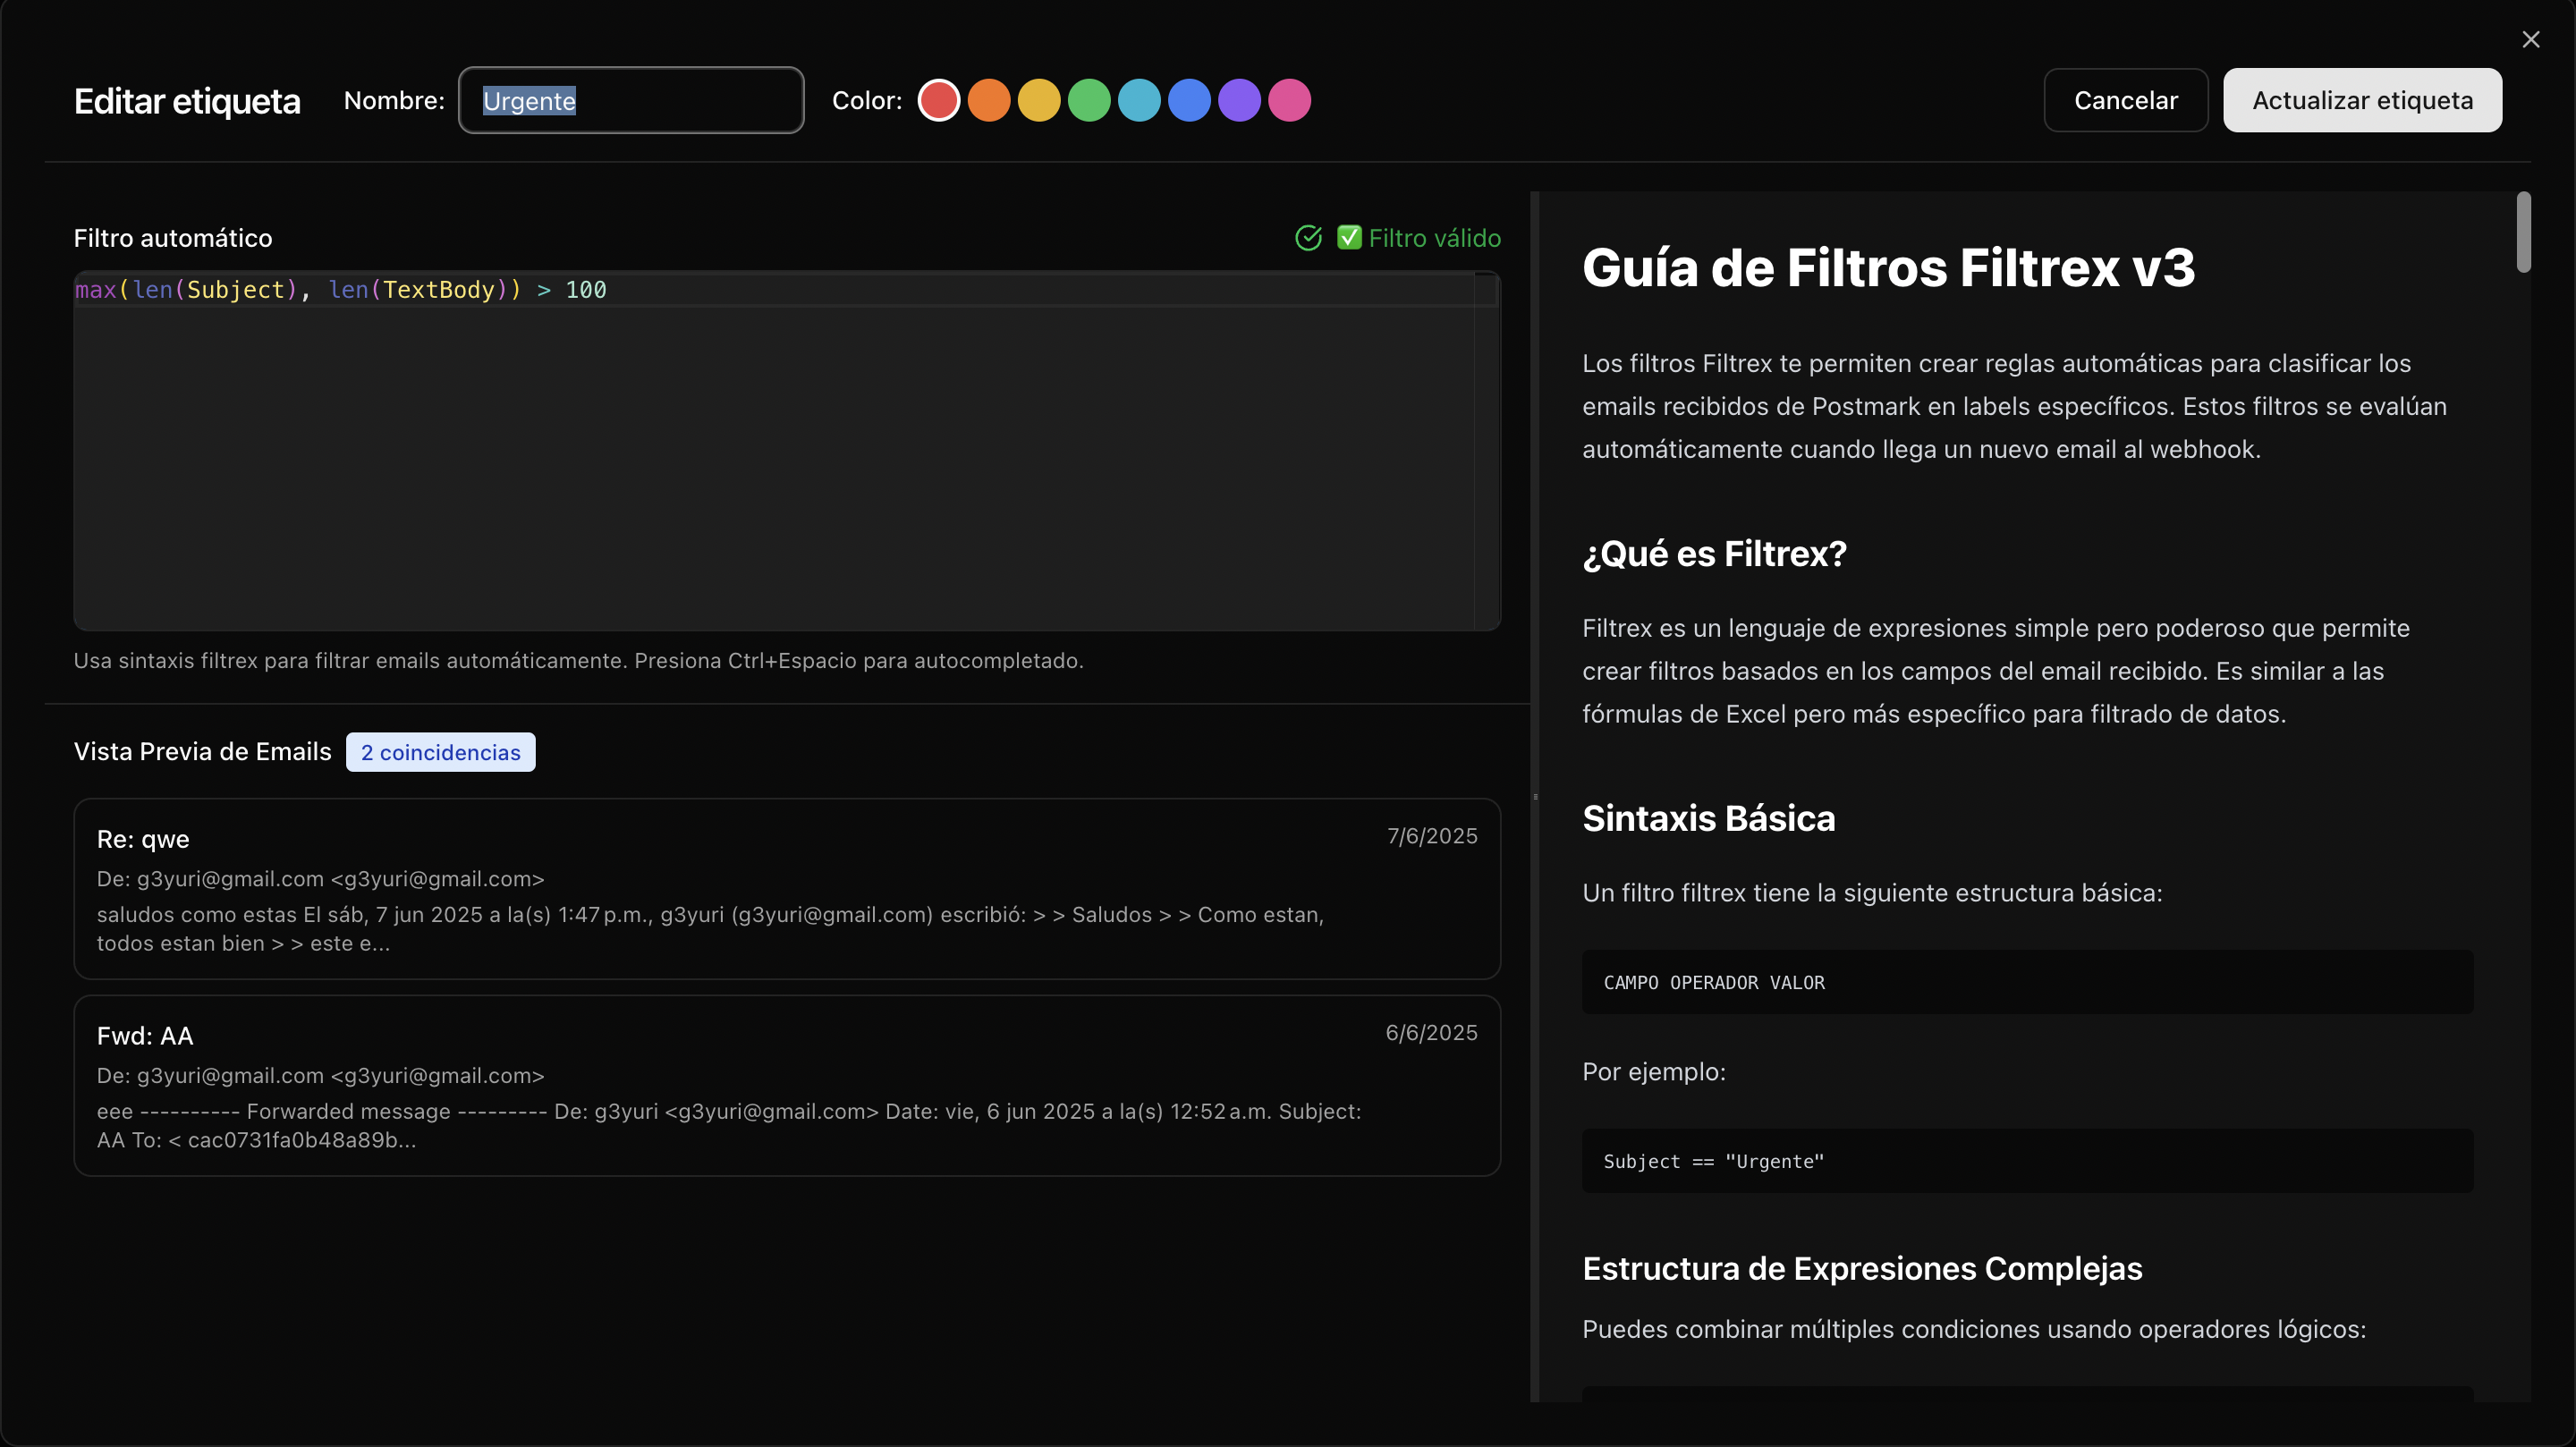 Editar etiqueta
Nombre:
Urgente
Color:
Cancelar
Actualizar etiqueta
Filtro automático
✅ Filtro válido
max(len(Subject), len(TextBody)) > 100
Usa sintaxis filtrex para filtrar emails automáticamente. Presiona Ctrl+Espacio para autocompletado.
Vista Previa de Emails
2 coincidencias
Re: qwe
7/6/2025
De: g3yuri@gmail.com <g3yuri@gmail.com>
saludos como estas El sáb, 7 jun 2025 a la(s) 1:47 p.m., g3yuri (g3yuri@gmail.com) escribió: > > Saludos > > Como estan,
todos estan bien > > este e...
Fwd: AA
6/6/2025
De: g3yuri@gmail.com <g3yuri@gmail.com>
eee ---------- Forwarded message --------- De: g3yuri <g3yuri@gmail.com> Date: vie, 6 jun 2025 a la(s) 12:52 a.m. Subject:
AA To: < cac0731fa0b48a89b...
Guía de Filtros Filtrex v3
Los filtros Filtrex te permiten crear reglas automáticas para clasificar los
emails recibidos de Postmark en labels específicos. Estos filtros se evalúan
automáticamente cuando llega un nuevo email al webhook.
¿Qué es Filtrex?
Filtrex es un lenguaje de expresiones simple pero poderoso que permite
crear filtros basados en los campos del email recibido. Es similar a las
fórmulas de Excel pero más específico para filtrado de datos.
Sintaxis Básica
Un filtro filtrex tiene la siguiente estructura básica:
CAMPO OPERADOR VALOR
Por ejemplo:
Subject == "Urgente"
Estructura de Expresiones Complejas
Puedes combinar múltiples condiciones usando operadores lógicos: